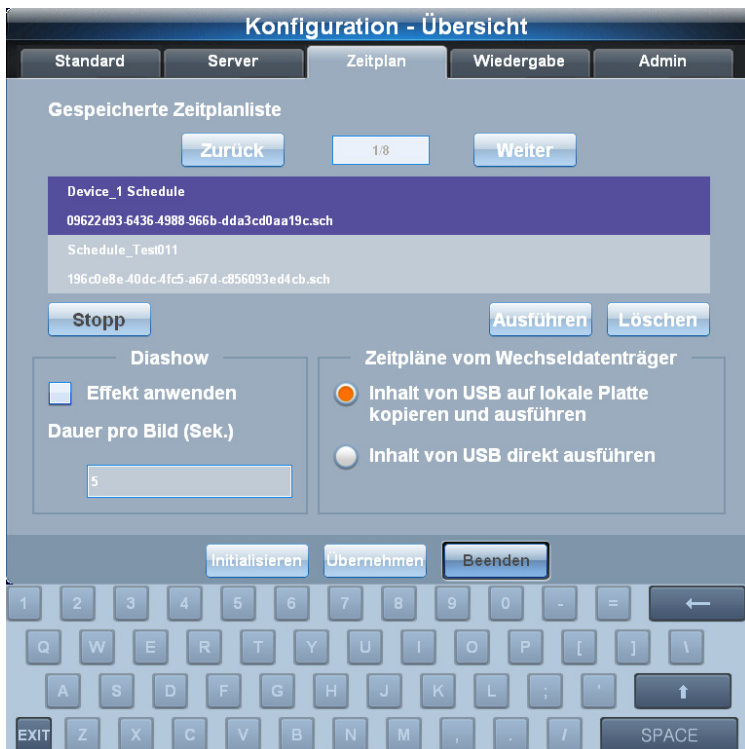 Konfiguration - Übersicht
Standard Server Zeitplan Wiedergabe Admin
Gespeicherte Zeitplanliste
Zurück 1/8 Weiter
Device_1 Schedule
09622d93-6436-4988-966b-dda3cd0aa19c.sch
Schedule_Test011
196c0e8e-40dc-4fc5-a67d-c856093ed4cb.sch
Stopp Ausführen Löschen
Diashow
Effekt anwenden
Dauer pro Bild (Sek.)
5
Zeitpläne vom Wechseldatenträger
Inhalt von USB auf lokale Platte
kopieren und ausführen
Inhalt von USB direkt ausführen
Initialisieren Übernehmen Beenden
1 2 3 4 5 6 7 8 9 0 - = ←
Q W E R T Y U I O P [ ] \
A S D F G H J K L ; ' ↑
EXIT Z X C V B N M , . / SPACE